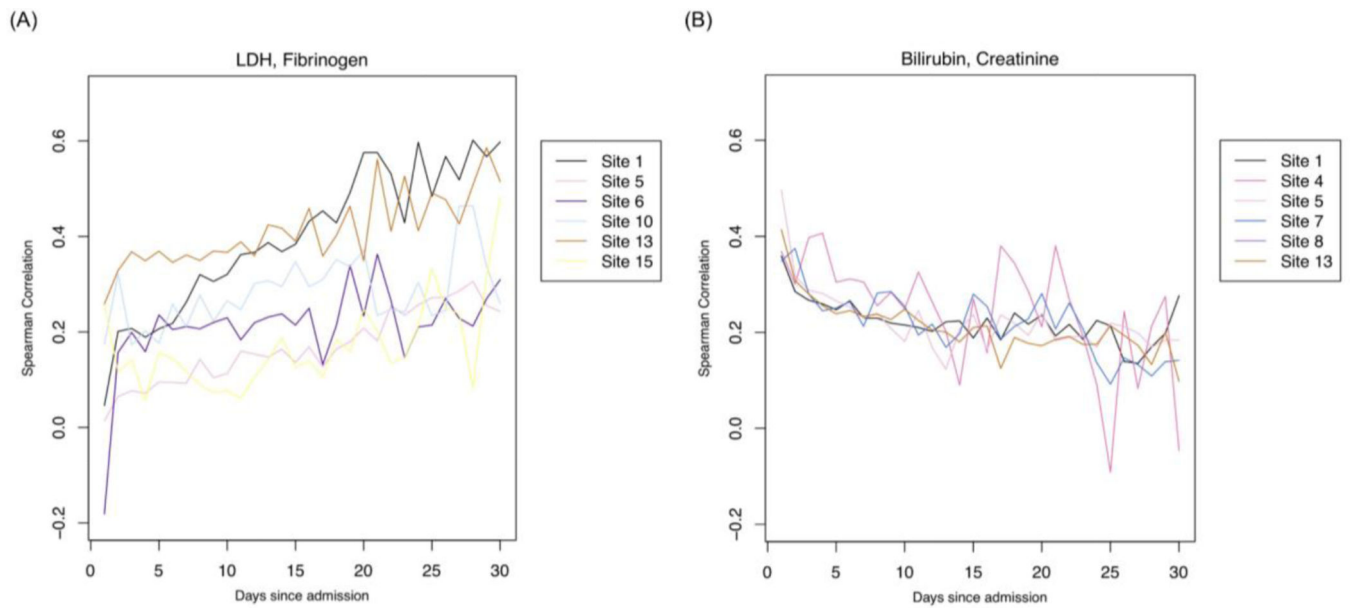 (A)
LDH, Fibrinogen
Spearman Correlation
0.6
0.4
0.2
0.0
−0.2
0 5 10 15 20 25 30
Days since admission
Site 1
Site 5
Site 6
Site 10
Site 13
Site 15
(B)
Bilirubin, Creatinine
Spearman Correlation
0.6
0.4
0.2
0.0
−0.2
0 5 10 15 20 25 30
Days since admission
Site 1
Site 4
Site 5
Site 7
Site 8
Site 13